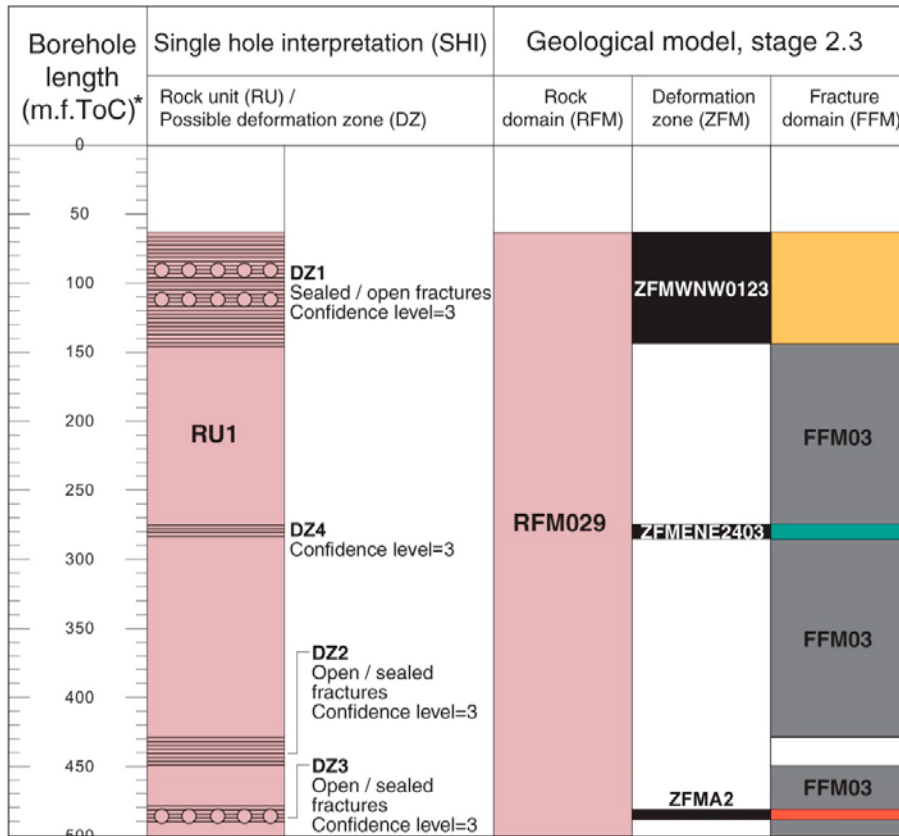 Borehole
length
(m.f.ToC)*
Single hole interpretation (SHI)
Geological model, stage 2.3
Rock unit (RU) /
Possible deformation zone (DZ)
Rock
domain (RFM)
Deformation
zone (ZFM)
Fracture
domain (FFM)
0
50
100
150
200
250
300
350
400
450
500
DZ1
Sealed / open fractures
Confidence level=3
RU1
DZ4
Confidence level=3
DZ2
Open / sealed
fractures
Confidence level=3
DZ3
Open / sealed
fractures
Confidence level=3
RFM029
ZFMWNW0123
ZFMENE2403
ZFMA2
FFM03
FFM03
FFM03